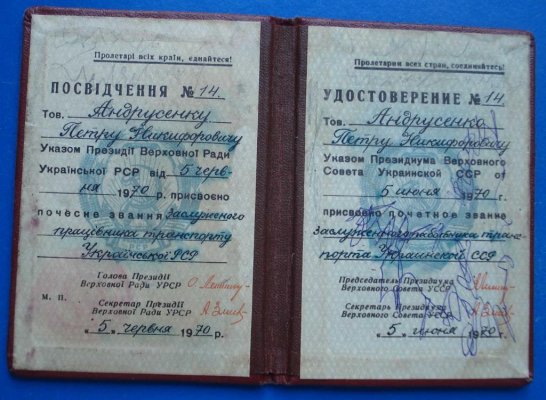 Пролетарі всіх країн, єднайтеся!
ПОСВІДЧЕННЯ № 14.
Тов. Андрусенку
Петру Никифоровичу
Указом Президії Верховної Ради
Української РСР від 5 черв-
ня 1970 р. присвоєно
почесне звання Заслуженого
працівника транспорту
Української РСР
Голова Президії
Верховної Ради УРСР
м. п.
Секретар Президії
Верховної Ради УРСР
„5„ червня 1970 р.
Пролетарии всех стран, соединяйтесь!
УДОСТОВЕРЕНИЕ № 14
Тов. Андрусенко
Петру Никифоровичу
Указом Президиума Верховного
Совета Украинской ССР от
5 июня 1970 г.
присвоено почетное звание
Заслуженного работника транс-
порта Украинской ССР
Председатель Президиума
Верховного Совета УССР
Секретарь Президиума
Верховного Совета УССР
„5„ июня 1970 г.